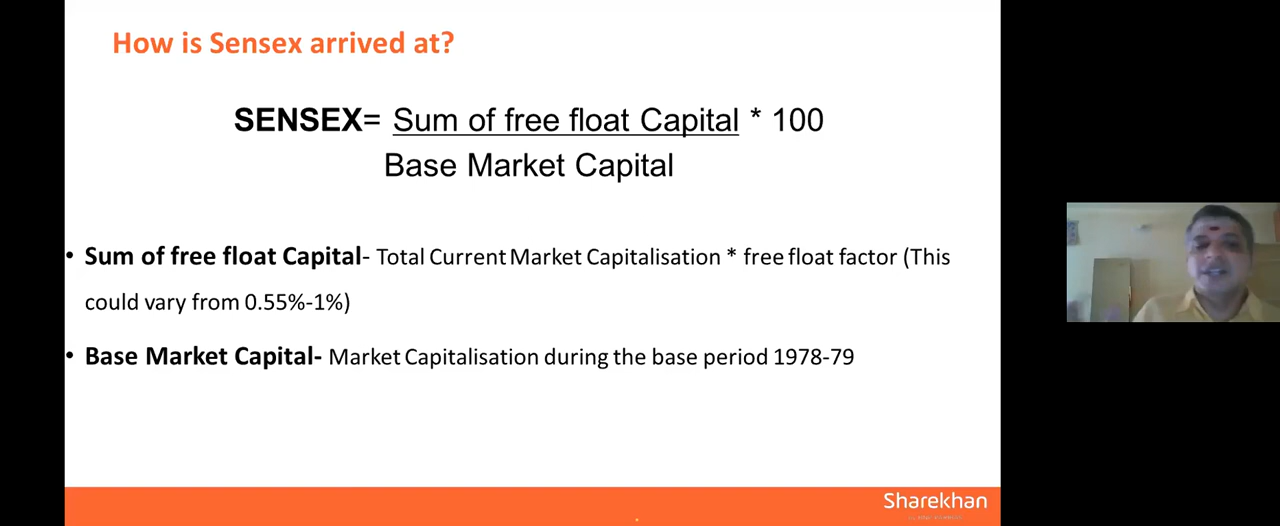 How is Sensex arrived at?
SENSEX= Sum of free float Capital * 100
Base Market Capital
• Sum of free float Capital- Total Current Market Capitalisation * free float factor (This
could vary from 0.55%-1%)
• Base Market Capital- Market Capitalisation during the base period 1978-79
Sharekhan